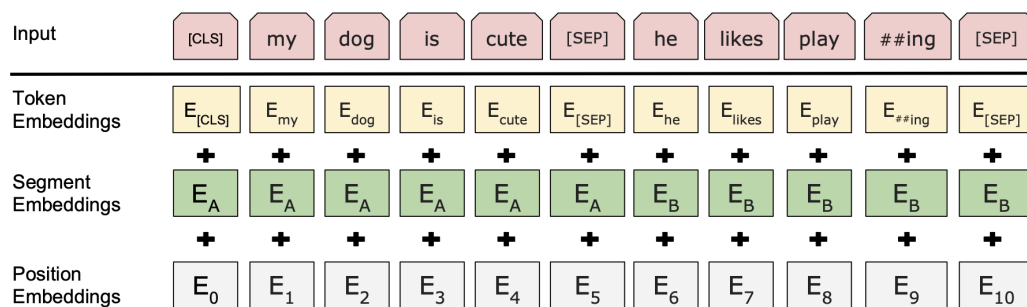 Input [CLS] my dog is cute [SEP] he likes play ##ing [SEP]
Token Embeddings E[CLS] Emy Edog Eis Ecute E[SEP] Ehe Elikes Eplay E##ing E[SEP]
+ + + + + + + + + + +
Segment Embeddings EA EA EA EA EA EA EB EB EB EB EB
+ + + + + + + + + + +
Position Embeddings E0 E1 E2 E3 E4 E5 E6 E7 E8 E9 E10